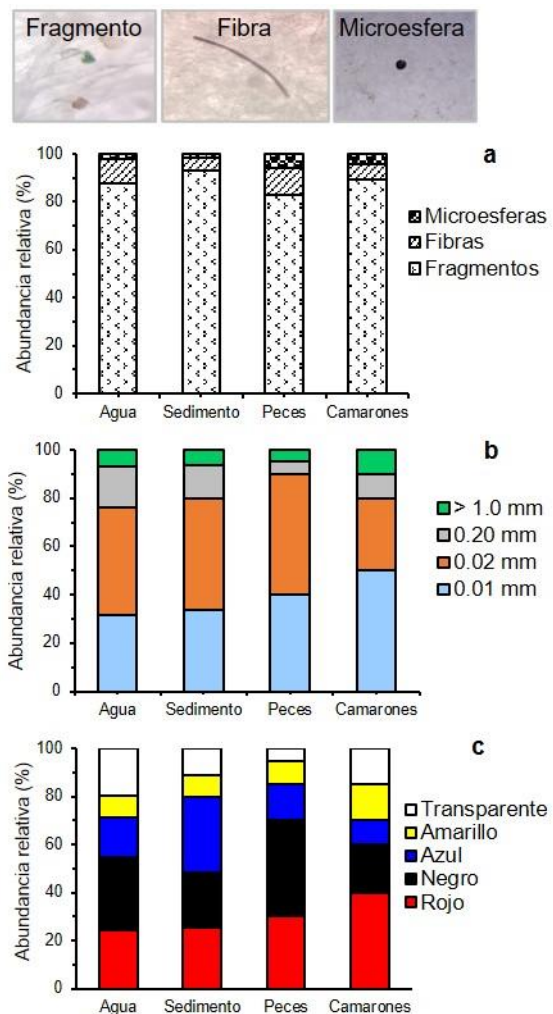 Fragmento Fibra Microesfera
a
Abundancia relativa (%)
100
80
60
40
20
0
Agua Sedimento Peces Camarones
Microesferas
Fibras
Fragmentos
b
Abundancia relativa (%)
100
80
60
40
20
0
Agua Sedimento Peces Camarones
> 1.0 mm
0.20 mm
0.02 mm
0.01 mm
c
Abundancia relativa (%)
100
80
60
40
20
0
Agua Sedimento Peces Camarones
Transparente
Amarillo
Azul
Negro
Rojo